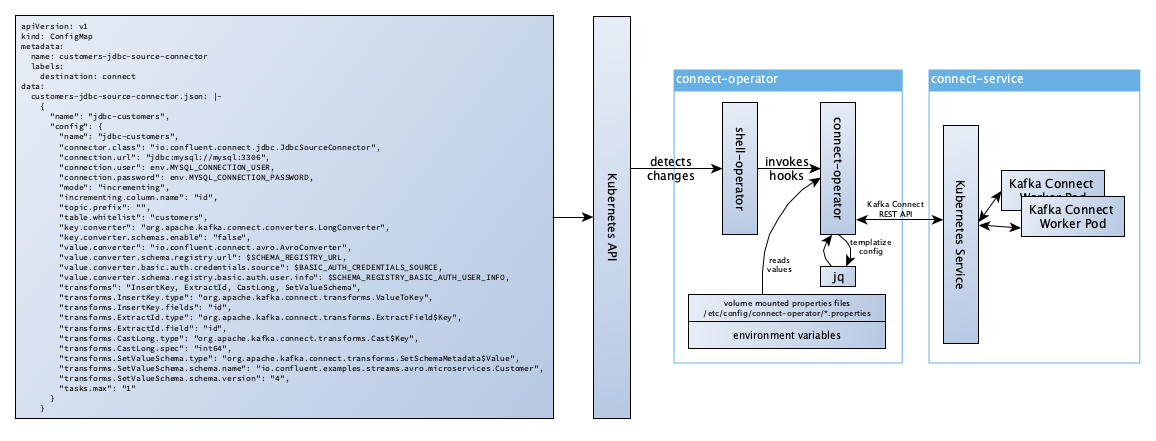 apiVersion: v1
kind: ConfigMap
metadata:
  name: customers-jdbc-source-connector
  labels:
    destination: connect
data:
  customers-jdbc-source-connector.json: |-
    {
      "name": "jdbc-customers",
      "config": {
        "name": "jdbc-customers",
        "connector.class": "io.confluent.connect.jdbc.JdbcSourceConnector",
        "connection.url": "jdbc:mysql://mysql:3306",
        "connection.user": env.MYSQL_CONNECTION_USER,
        "connection.password": env.MYSQL_CONNECTION_PASSWORD,
        "mode": "incrementing",
        "incrementing.column.name": "id",
        "topic.prefix": "",
        "table.whitelist": "customers",
        "key.converter": "org.apache.kafka.connect.converters.LongConverter",
        "key.converter.schemas.enable": "false",
        "value.converter": "io.confluent.connect.avro.AvroConverter",
        "value.converter.schema.registry.url": $SCHEMA_REGISTRY_URL,
        "value.converter.basic.auth.credentials.source": $BASIC_AUTH_CREDENTIALS_SOURCE,
        "value.converter.schema.registry.basic.auth.user.info": $SCHEMA_REGISTRY_BASIC_AUTH_USER_INFO,
        "transforms": "InsertKey, ExtractId, CastLong, SetValueSchema",
        "transforms.InsertKey.type": "org.apache.kafka.connect.transforms.ValueToKey",
        "transforms.InsertKey.fields": "id",
        "transforms.ExtractId.type": "org.apache.kafka.connect.transforms.ExtractField$Key",
        "transforms.ExtractId.field": "id",
        "transforms.CastLong.type": "org.apache.kafka.connect.transforms.Cast$Key",
        "transforms.CastLong.spec": "int64",
        "transforms.SetValueSchema.type": "org.apache.kafka.connect.transforms.SetSchemaMetadata$Value",
        "transforms.SetValueSchema.schema.name": "io.confluent.examples.streams.avro.microservices.Customer",
        "transforms.SetValueSchema.schema.version": "4",
        "tasks.max": "1"
      }
    }
Kubernetes API
detects
changes
connect-operator
shell-operator
invokes
hooks
connect-operator
reads
values
templatize
config
jq
volume mounted properties files
/etc/config/connect-operator/*.properties
environment variables
Kafka Connect
REST API
connect-service
Kubernetes Service
Kafka Connect
Worker Pod
Kafka Connect
Worker Pod